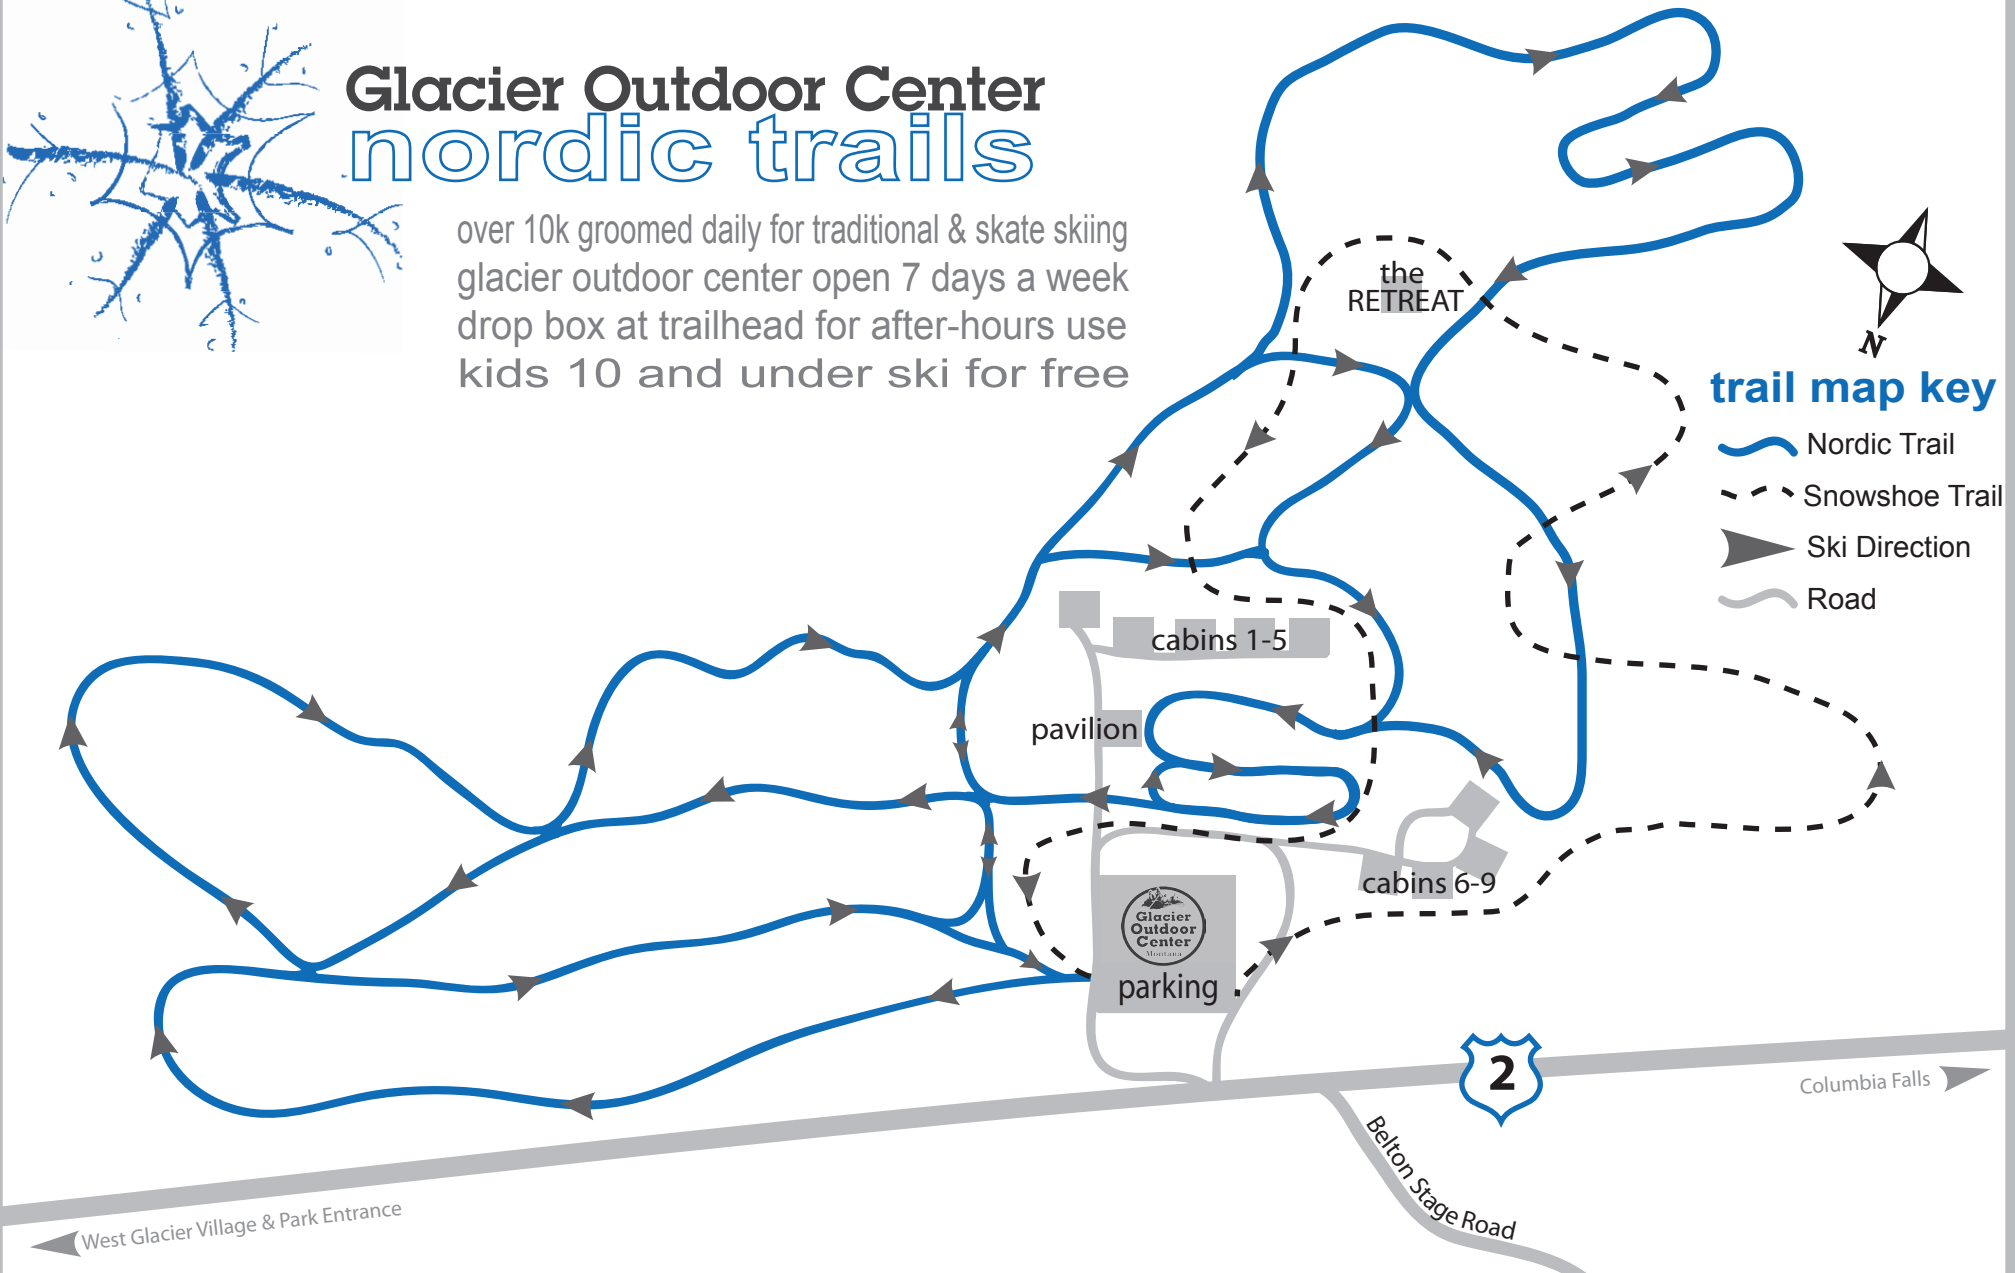 Glacier Outdoor Center
nordic trails
over 10k groomed daily for traditional & skate skiing
glacier outdoor center open 7 days a week
drop box at trailhead for after-hours use
kids 10 and under ski for free
the
RETREAT
N
trail map key
Nordic Trail
Snowshoe Trail
Ski Direction
Road
cabins 1-5
pavilion
cabins 6-9
Glacier
Outdoor
Center
Montana
parking
2
Columbia Falls
Belton Stage Road
West Glacier Village & Park Entrance